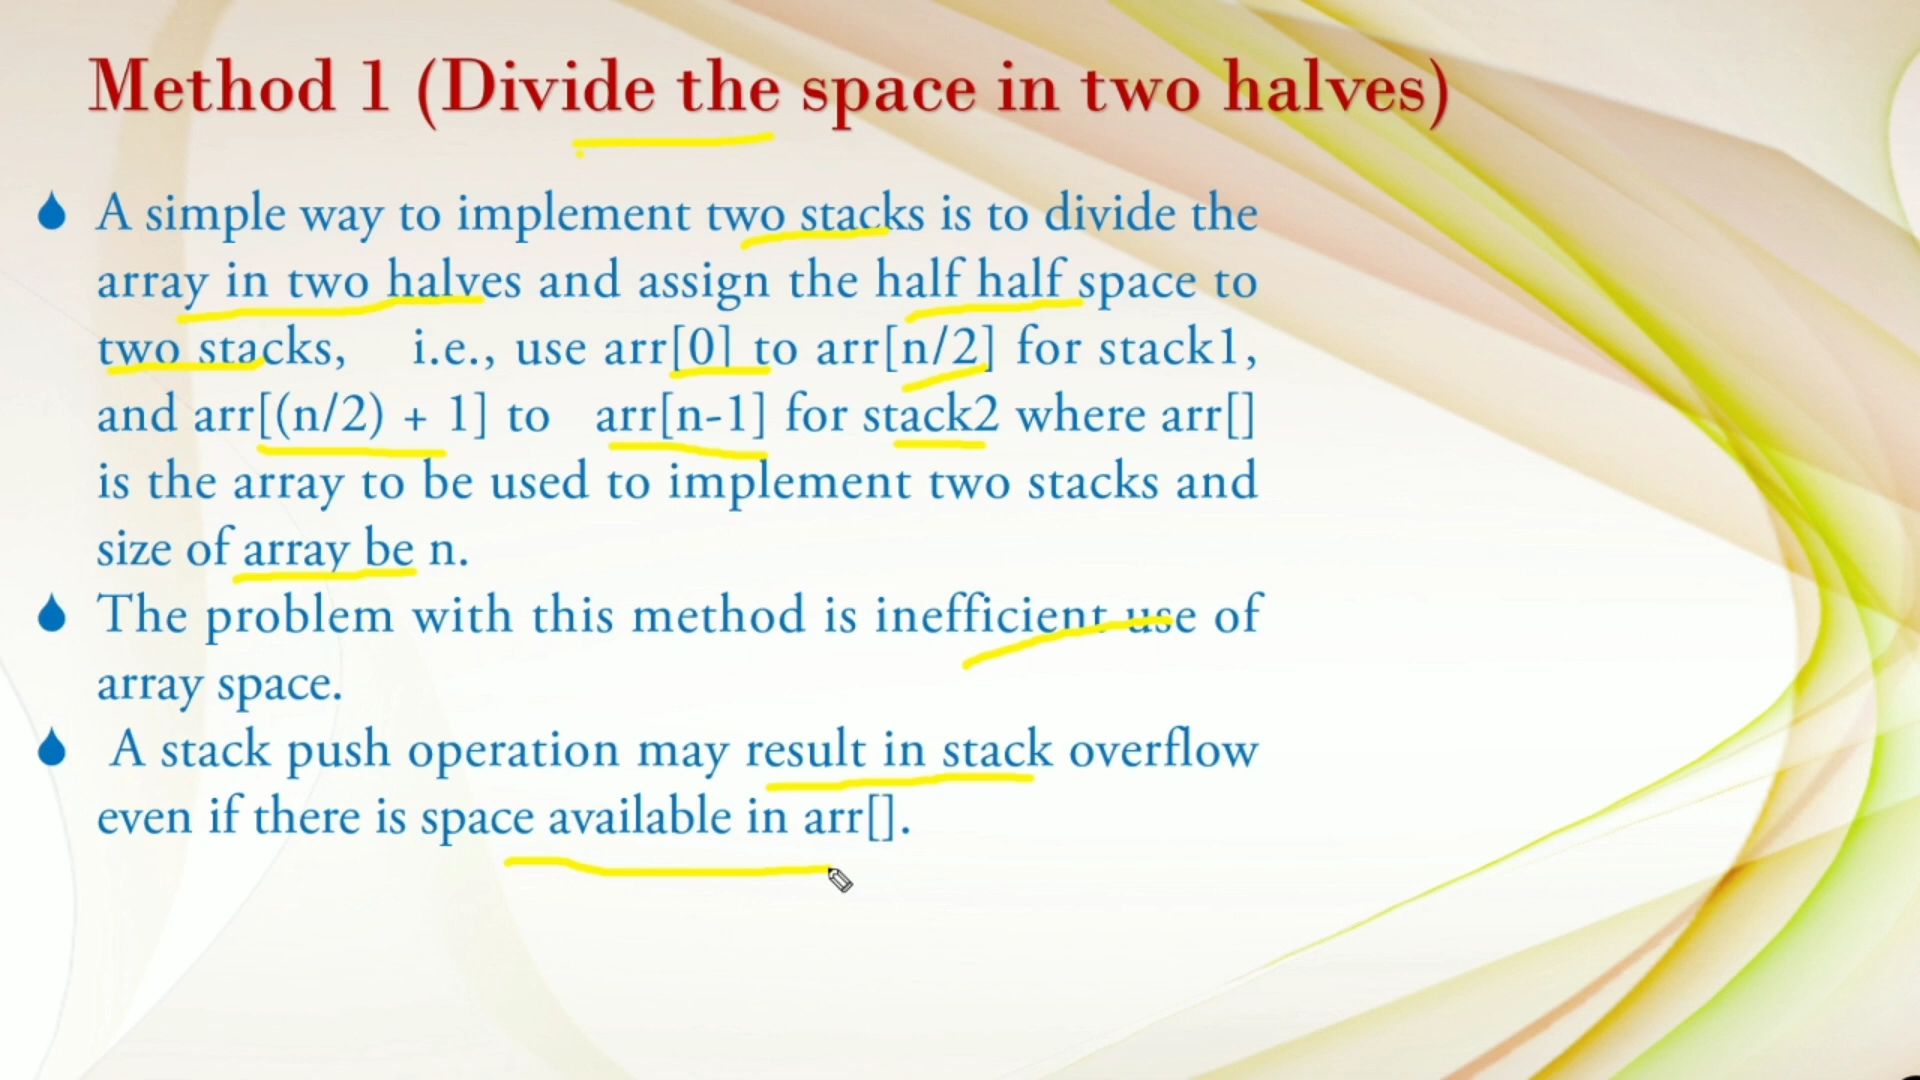 Method 1 (Divide the space in two halves)
A simple way to implement two stacks is to divide the
array in two halves and assign the half half space to
two stacks, i.e., use arr[0] to arr[n/2] for stack1,
and arr[(n/2) + 1] to arr[n-1] for stack2 where arr[]
is the array to be used to implement two stacks and
size of array be n.
The problem with this method is inefficient use of
array space.
A stack push operation may result in stack overflow
even if there is space available in arr[].